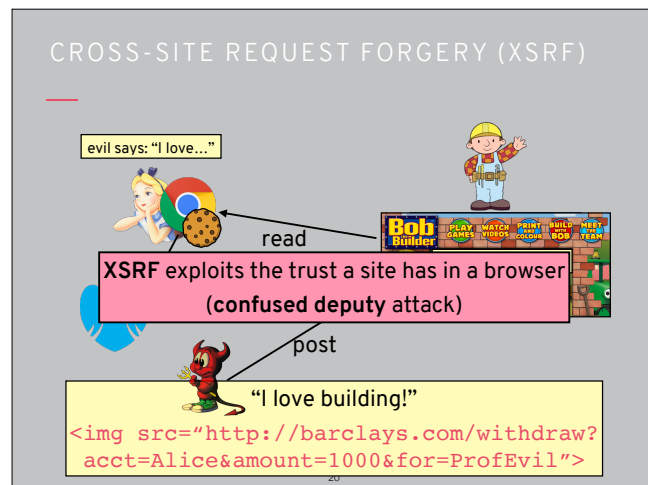 CROSS-SITE REQUEST FORGERY (XSRF)
evil says: “I love…”
read
Bob
the Builder
PLAY GAMES
WATCH VIDEOS
PRINT AND COLOUR
BUILD WITH BOB
MEET THE TEAM
XSRF exploits the trust a site has in a browser
(confused deputy attack)
post
“I love building!”
<img src=“http://barclays.com/withdraw?
acct=Alice&amount=1000&for=ProfEvil”>
20